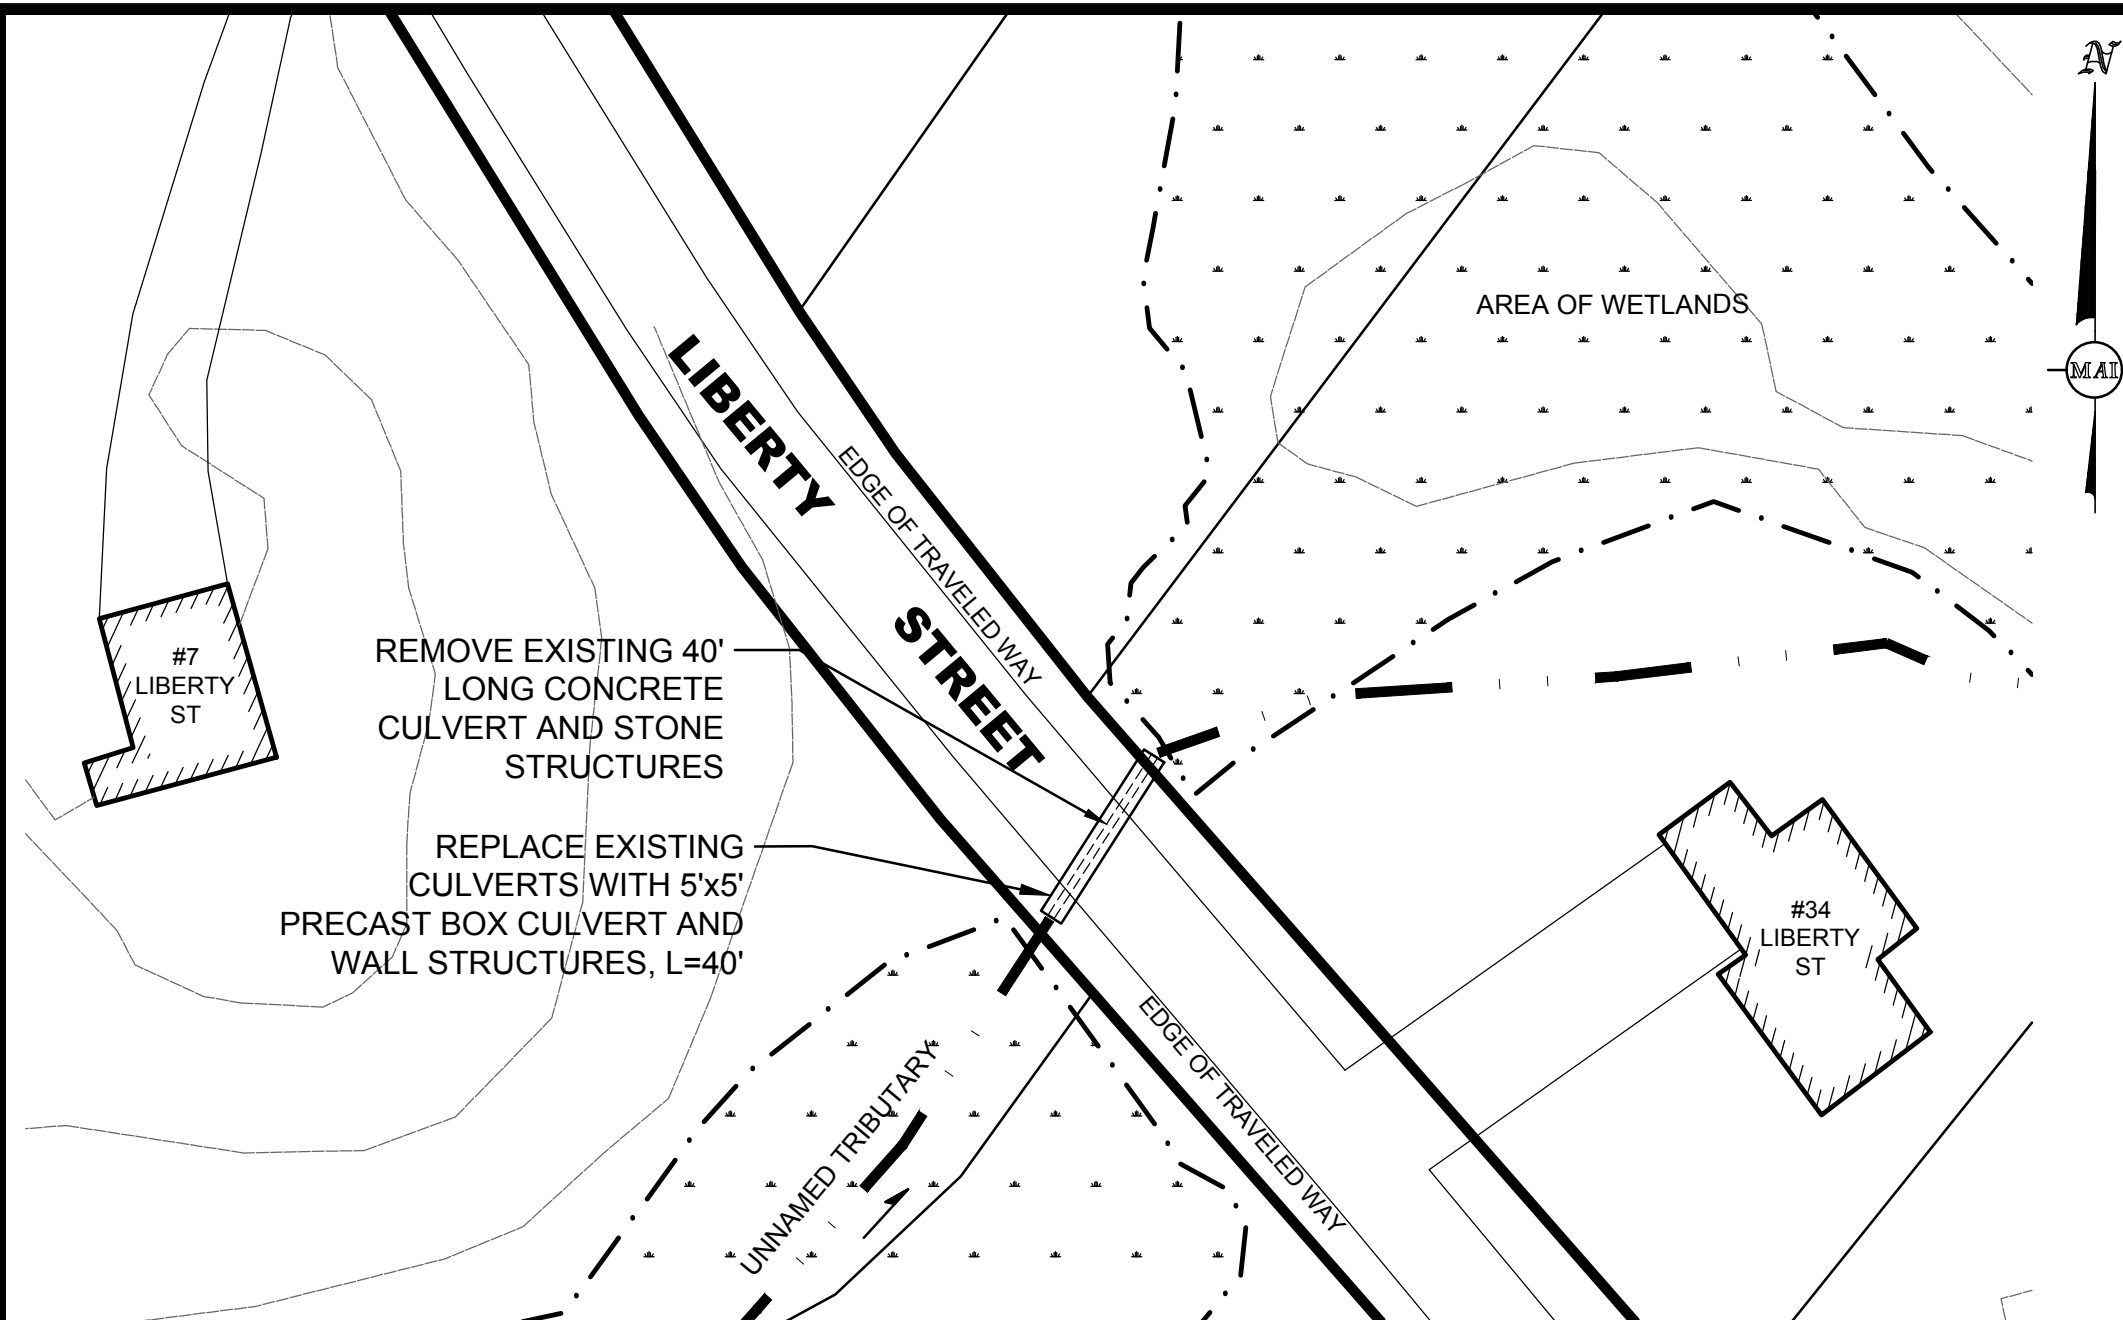 N
MAI
AREA OF WETLANDS
LIBERTY
STREET
EDGE OF TRAVELED WAY
#7
LIBERTY
ST
REMOVE EXISTING 40'
LONG CONCRETE
CULVERT AND STONE
STRUCTURES
REPLACE EXISTING
CULVERTS WITH 5'x5'
PRECAST BOX CULVERT AND
WALL STRUCTURES, L=40'
#34
LIBERTY
ST
EDGE OF TRAVELED WAY
UNNAMED TRIBUTARY